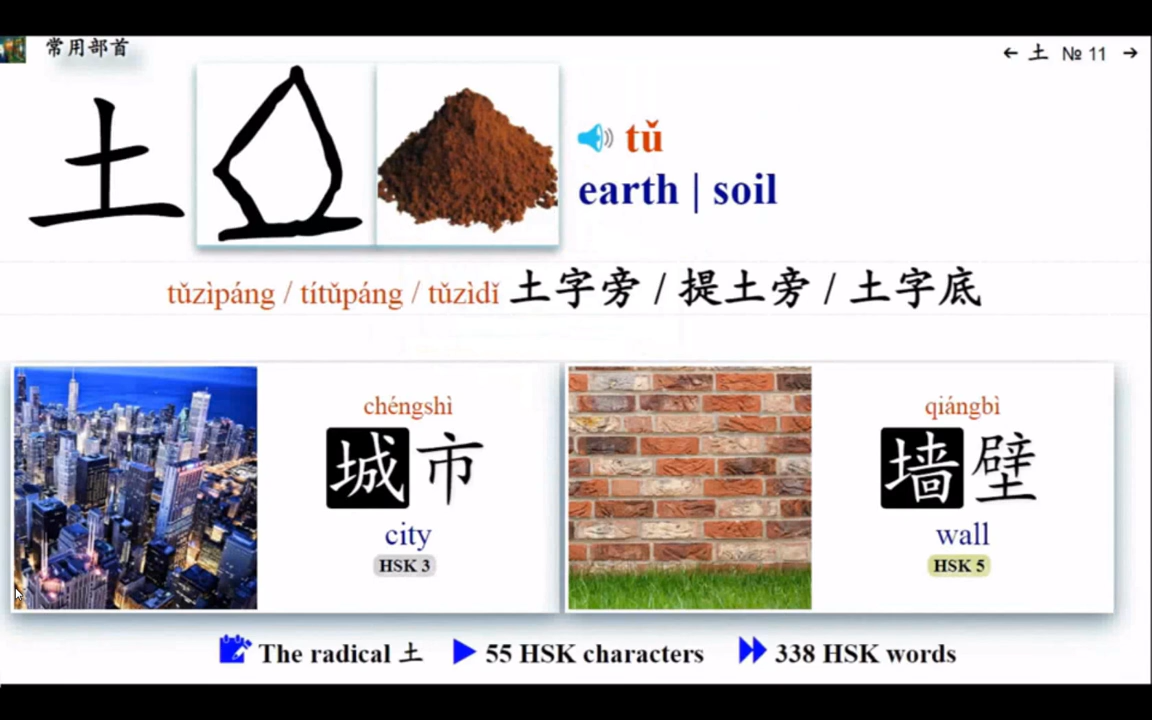 常用部首
← 土 № 11 →
土
tǔ
earth | soil
tǔzìpáng / títǔpáng / tǔzìdǐ 土字旁 / 提土旁 / 土字底
chéngshì
城市
city
HSK 3
qiángbì
墙壁
wall
HSK 5
The radical 土 55 HSK characters 338 HSK words